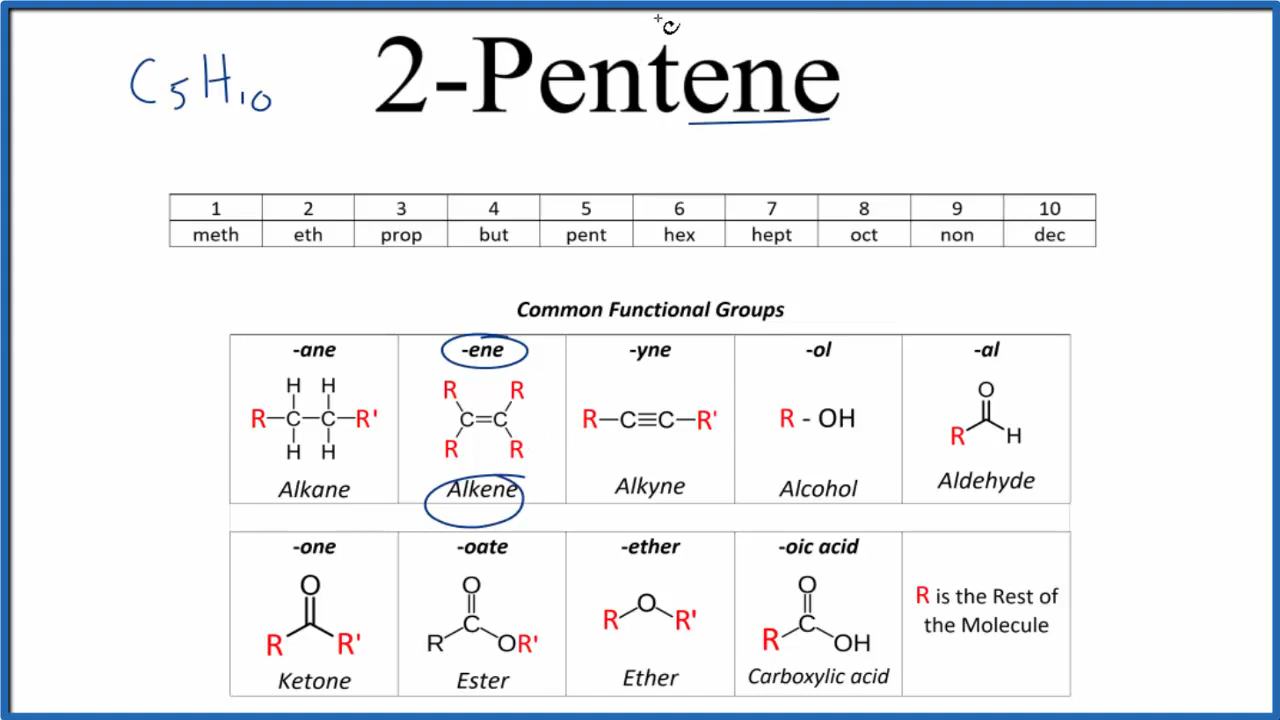 C5H10
2-Pentene
1 2 3 4 5 6 7 8 9 10
meth eth prop but pent hex hept oct non dec
Common Functional Groups
-ane -ene -yne -ol -al
H H R R O
R-C-C-R' C=C R-C≡C-R' R - OH R H
H H R R
Alkane Alkene Alkyne Alcohol Aldehyde
-one -oate -ether -oic acid
O O O O R is the Rest of
R R' R C OR' R R' R C OH the Molecule
Ketone Ester Ether Carboxylic acid